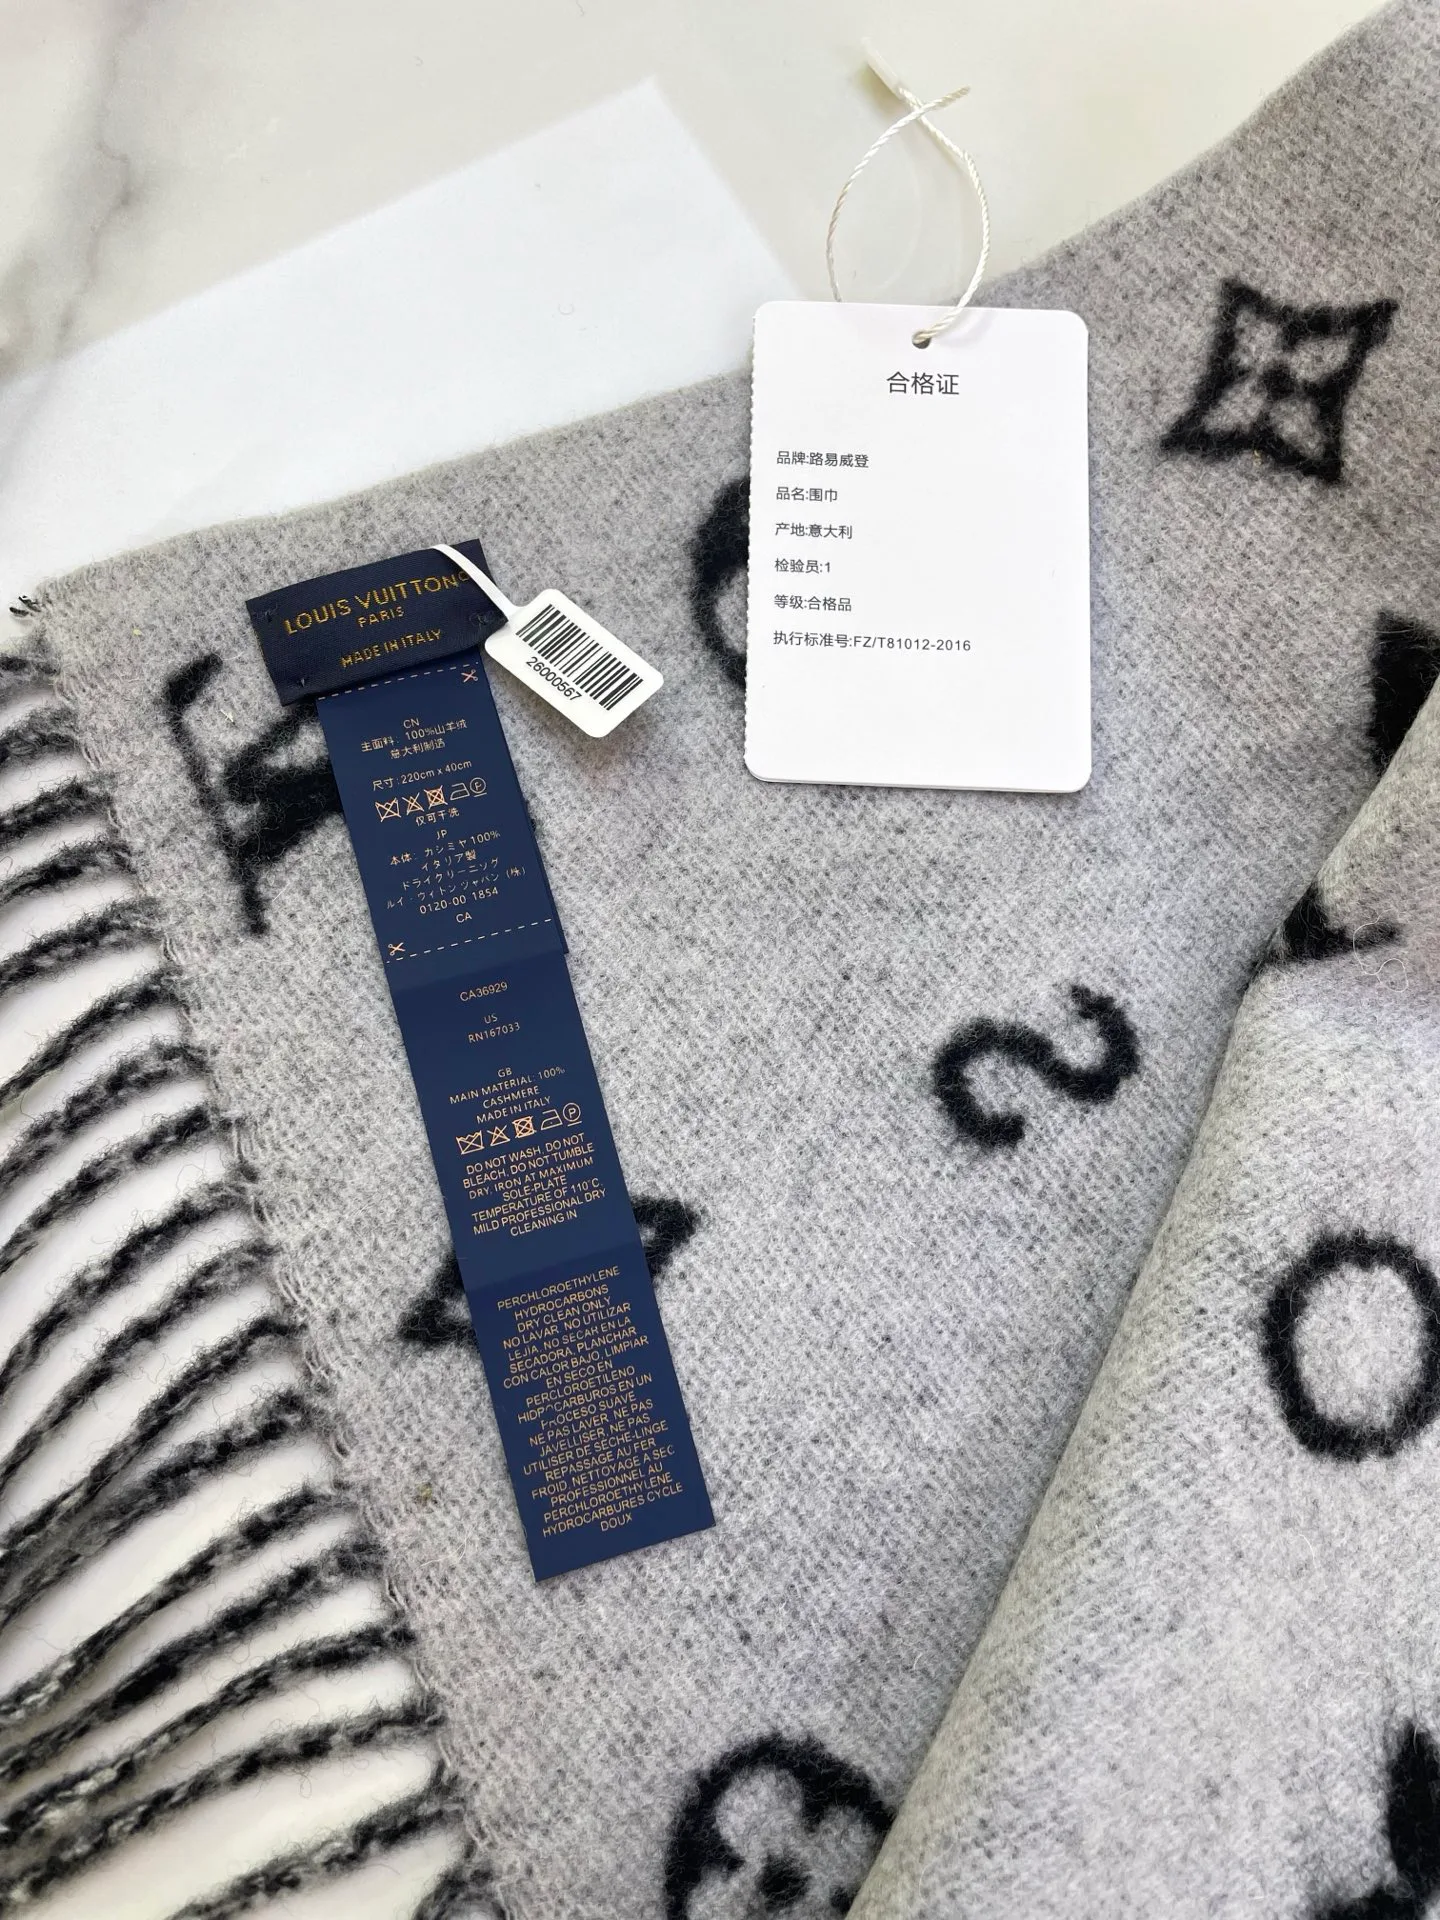 合格证
品牌:路易威登
品名:围巾
产地:意大利
检验员:1
等级:合格品
执行标准号:FZ/T81012-2016
LOUIS VUITTON
PARIS
MADE IN ITALY
26000567
CN
主面料: 100%山羊绒
意大利制造
尺寸:220cm x 40cm
F
仅可干洗
JP
本体: カシミヤ100%
イタリア製
ドライクリーニング
ルイ・ヴィトン ジャパン (株)
0120-00-1854
CA
CA36929
US
RN167033
GB
MAIN MATERIAL: 100%
CASHMERE
MADE IN ITALY
P
DO NOT WASH, DO NOT
BLEACH, DO NOT TUMBLE
DRY, IRON AT MAXIMUM
SOLE-PLATE
TEMPERATURE OF 110°C,
MILD PROFESSIONAL DRY
CLEANING IN
PERCHLOROETHYLENE
HYDROCARBONS
DRY CLEAN ONLY
NO LAVAR, NO UTILIZAR
LEJÍA, NO SECAR EN LA
SECADORA, PLANCHAR
CON CALOR BAJO, LIMPIAR
EN SECO EN
PERCLOROETILENO
HIDROCARBUROS EN UN
PROCESO SUAVE
NE PAS LAVER, NE PAS
JAVELLISER, NE PAS
UTILISER DE SECHE-LINGE
REPASSAGE AU FER
FROID, NETTOYAGE A SEC
PROFESSIONNEL AU
PERCHLOROETHYLENE
HYDROCARBURES CYCLE
DOUX